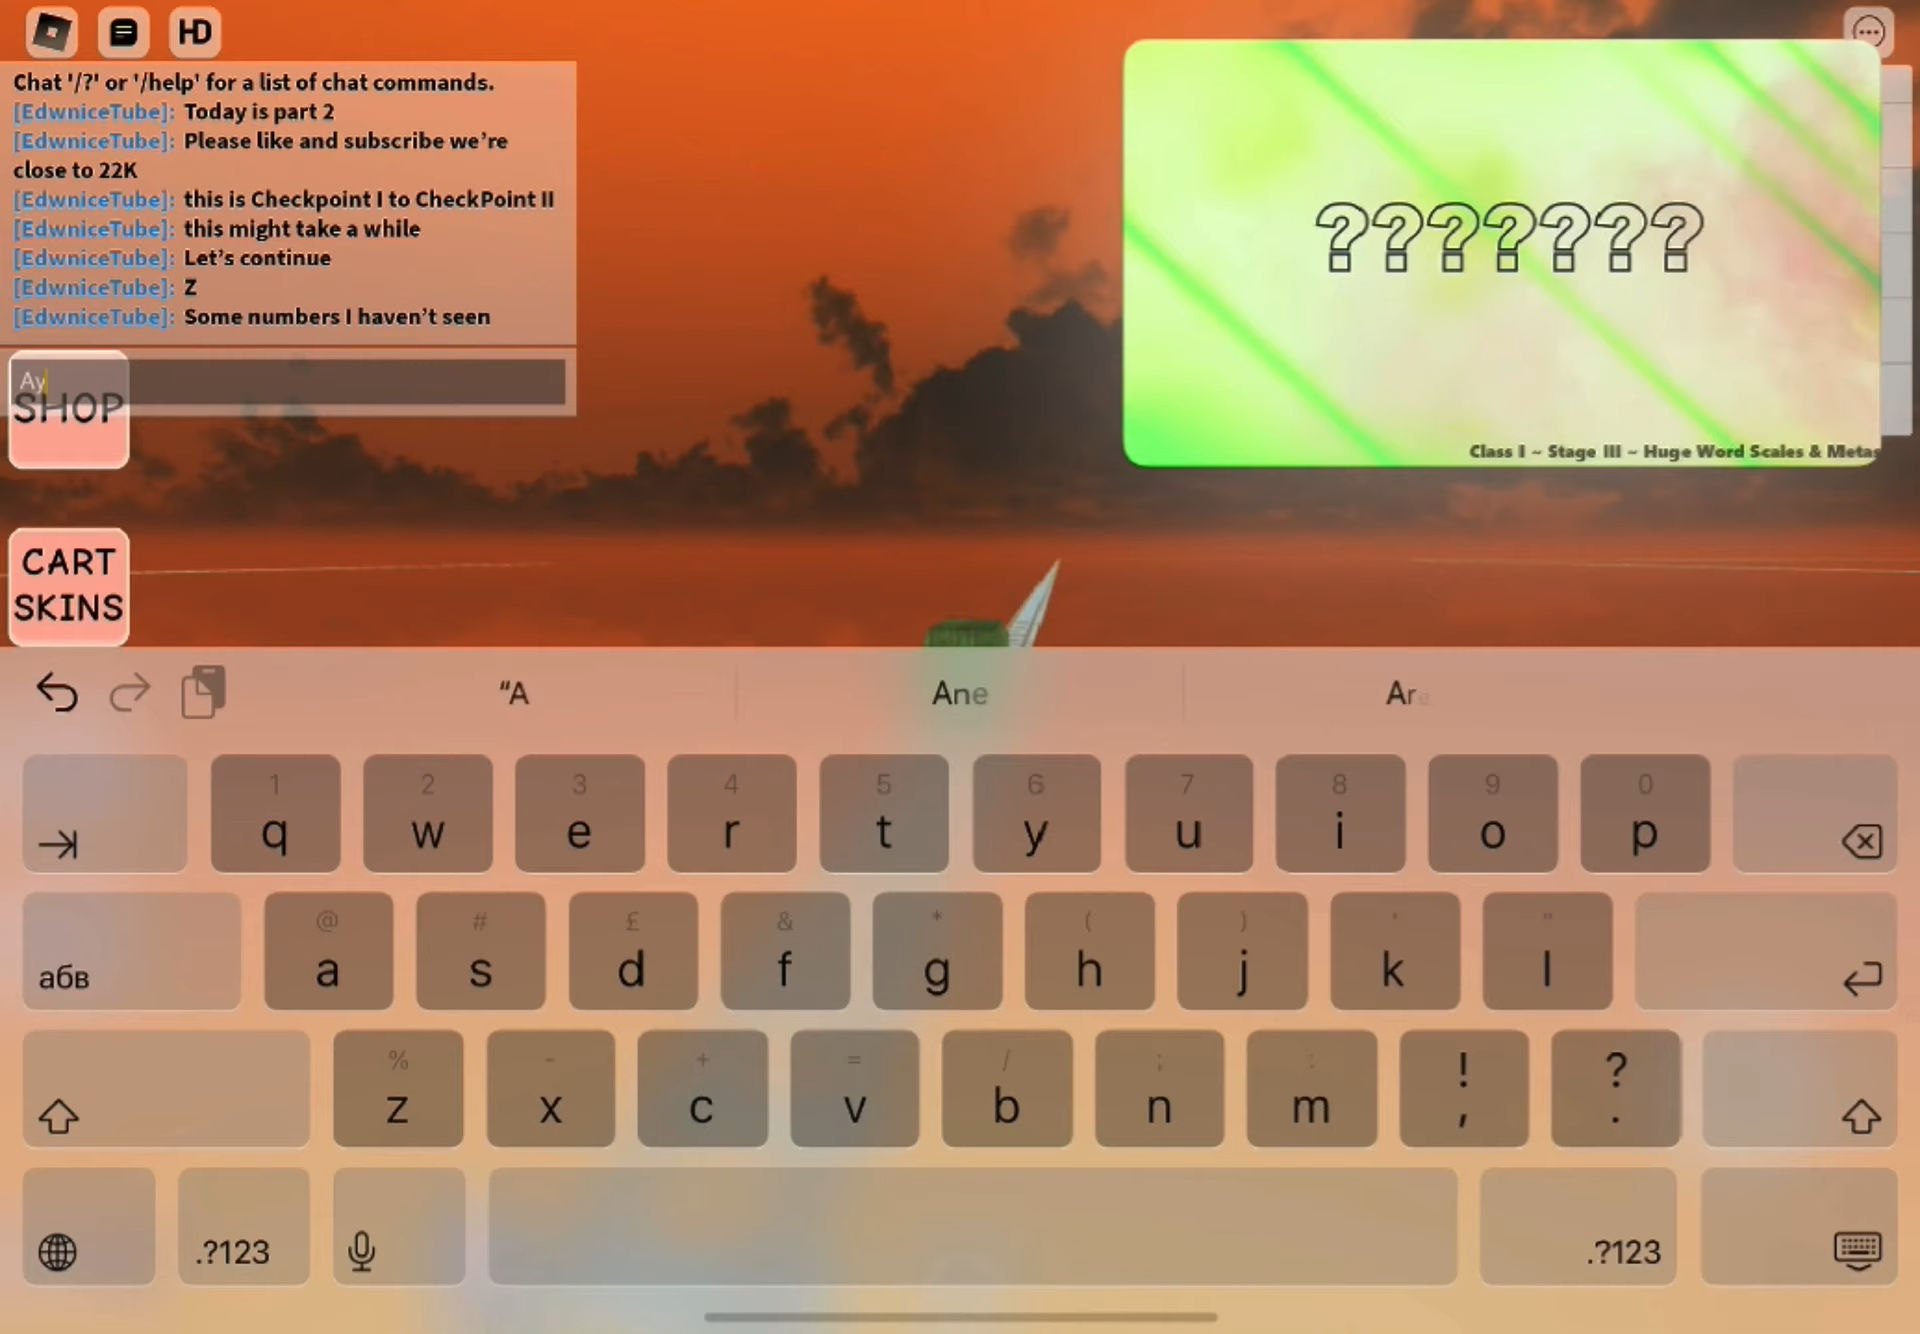 HD
Chat '/?' or '/help' for a list of chat commands.
[EdwniceTube]: Today is part 2
[EdwniceTube]: Please like and subscribe we’re
close to 22K
[EdwniceTube]: this is Checkpoint I to CheckPoint II
[EdwniceTube]: this might take a while
[EdwniceTube]: Let’s continue
[EdwniceTube]: Z
[EdwniceTube]: Some numbers I haven’t seen
Ay
SHOP
???????
Class I ~ Stage III ~ Huge Word Scales & Metas
CART
SKINS
“A Ane Are
1 2 3 4 5 6 7 8 9 0
q w e r t y u i o p
@ # £ & * ( ) ' "
абв a s d f g h j k l
% - + = / ; : ! ?
z x c v b n m , .
.?123 .?123